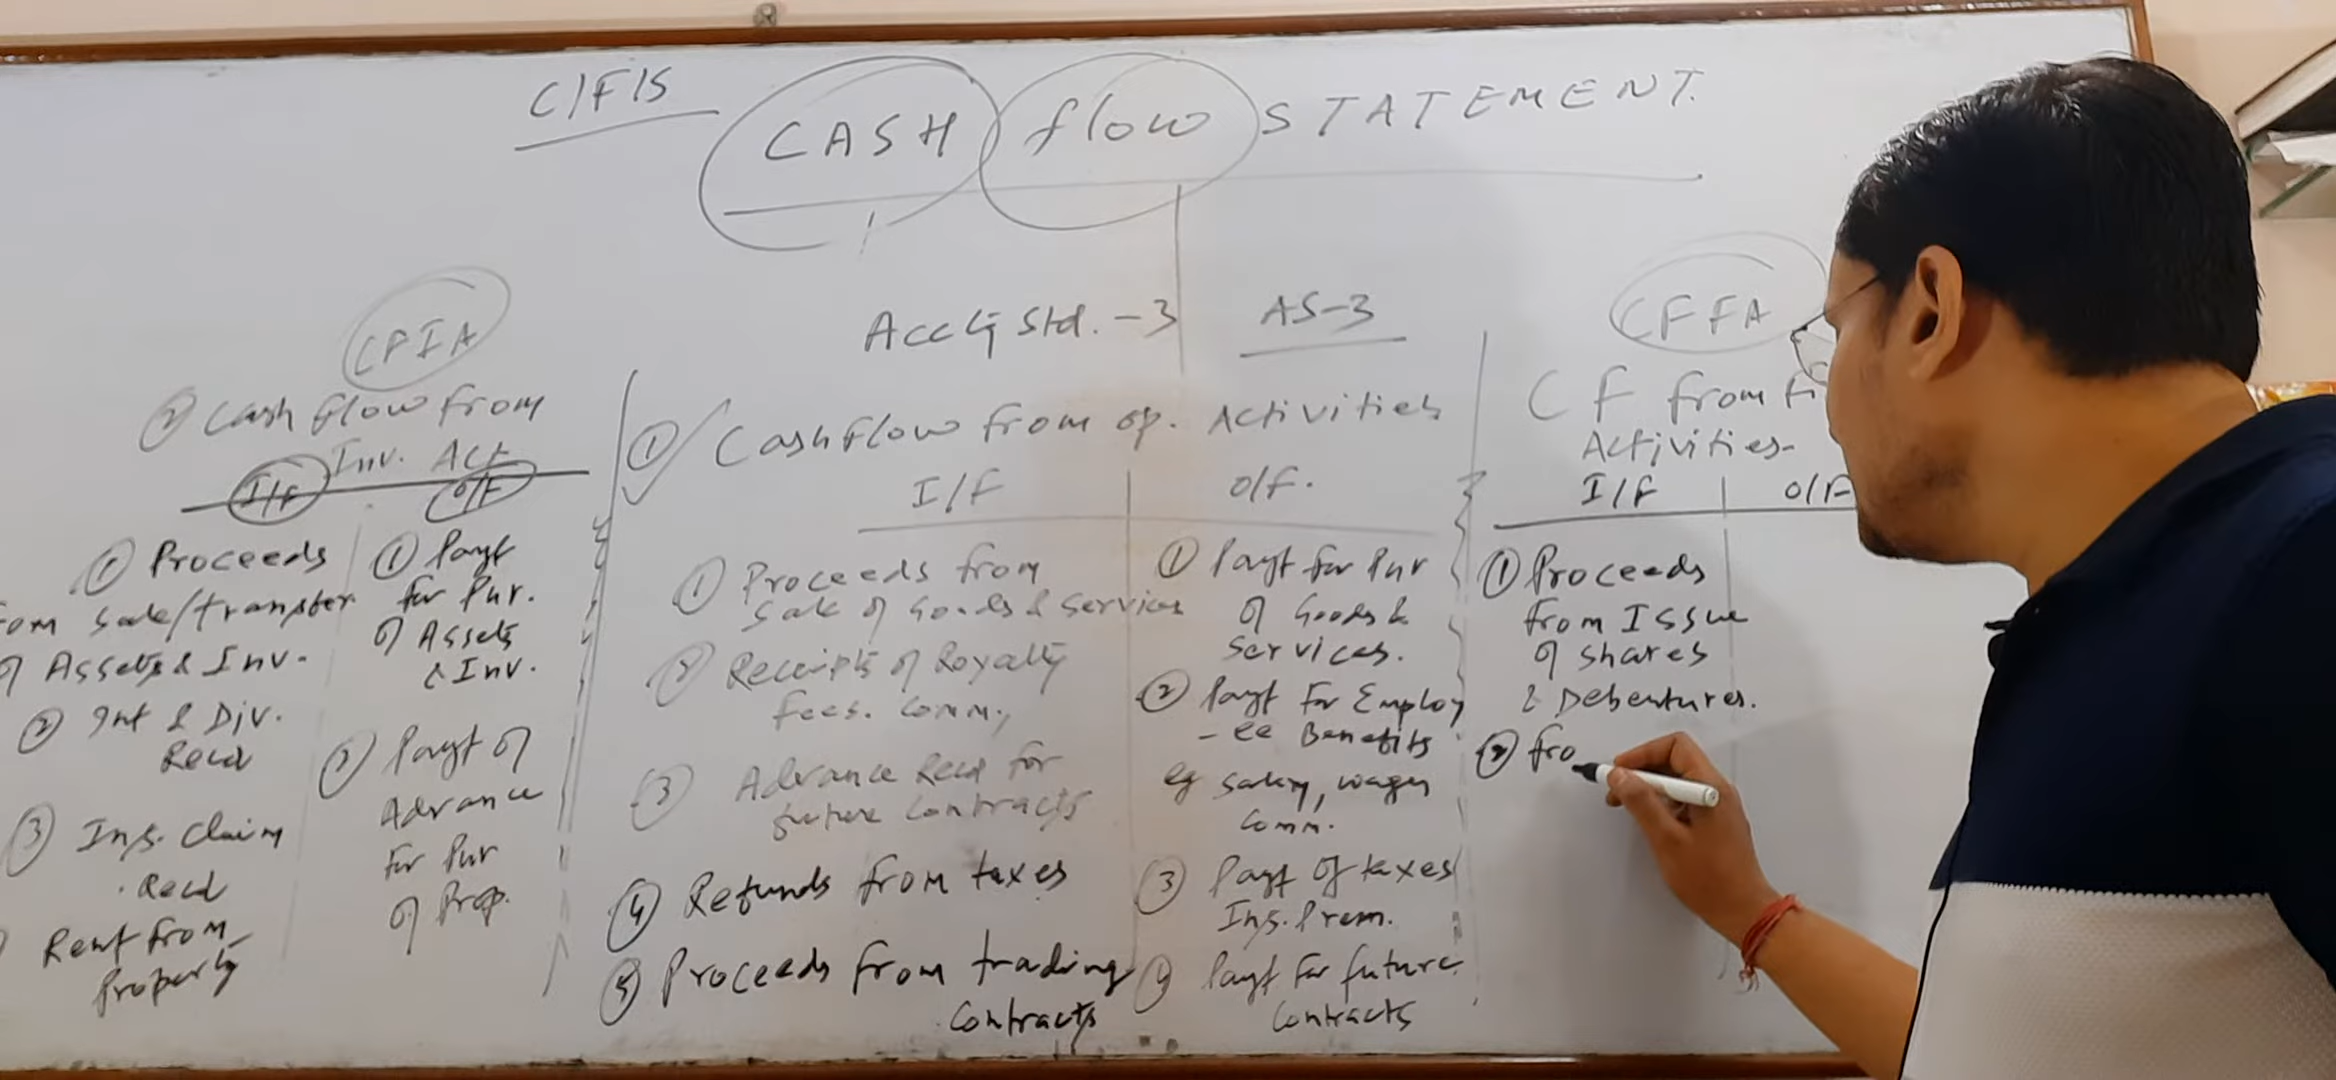 C/F/S
CASH flow STATEMENT.
Acctg Std. - 3
AS-3
CFIA
② Cash flow from
Inv. Act
I/F
O/F
① Proceeds
from Sale/transfer
of Assets & Inv.
② Int & Div.
Recd
③ Ins. Claim
Recd
Rent from
Property
① Payt
for Pur.
of Assets
& Inv.
② Payt of
Advance
for Pur
of Prop.
① Cash flow from op. Activities
I/F
O/F.
① Proceeds from
Sale of Goods & Services
② Receipts of Royalty
fees. Comm,
③ Advance Recd for
future Contracts
④ Refunds from taxes
⑤ Proceeds from trading
Contracts
① Payt for Pur
of Goods &
Services.
② Payt for Employ
- ee Benefits
eg Salary, wages
Comm.
③ Payt of taxes
Ins. Prem.
④ Payt for future
Contracts
CFFA
CF from fi
Activities-
I/F
O/F
① Proceeds
from Issue
of Shares
& Debentures.
② fro